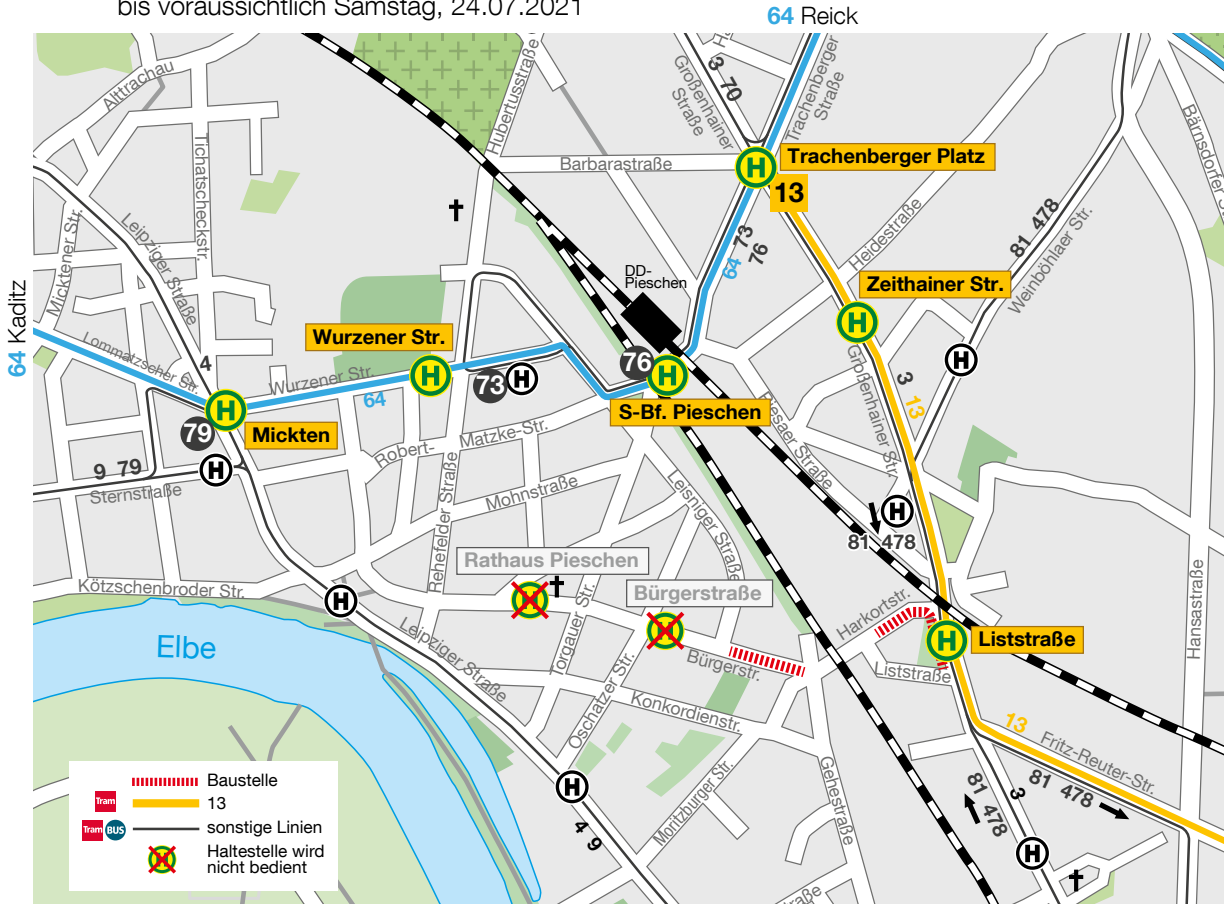 bis voraussichtlich Samstag, 24.07.2021
64 Reick
Alttrachau
Hubertusstraße
Großenhainer
Straße
3 70
Trachenberger
Straße
Bärnsdorfer
Tichatscheckstr.
Barbarastraße
H
Trachenberger Platz
13
Micktener Str.
Leipziger Straße
64
73
76
Heidestraße
81 478
Weinböhlaer Str.
DD-
Pieschen
Zeithainer Str.
H
64 Kaditz
Lommatzscher Str.
4
Wurzener Str.
Wurzener Str.
64
H
73
H
76
H
S-Bf. Pieschen
Großenhainer Str.
3
13
H
H
79
Mickten
H
9 79
Sternstraße
Robert-
Matzke-Str.
Mohnstraße
Rehefelder Straße
Leisniger Straße
Riesaer Straße
H
81 478
Rathaus Pieschen
H
Bürgerstraße
H
Kötzschenbroder Str.
H
Leipziger Straße
Torgauer Str.
Oschatzer Str.
Bürgerstr.
Harkortstr.
H
Liststraße
Liststraße
Hansastraße
Elbe
Konkordienstr.
Moritzburger Str.
Gehestraße
13
Fritz-Reuter-Str.
81 478
81 478
3
H
H
4 9
Baustelle
Tram
13
Tram BUS
sonstige Linien
H
Haltestelle wird
nicht bedient